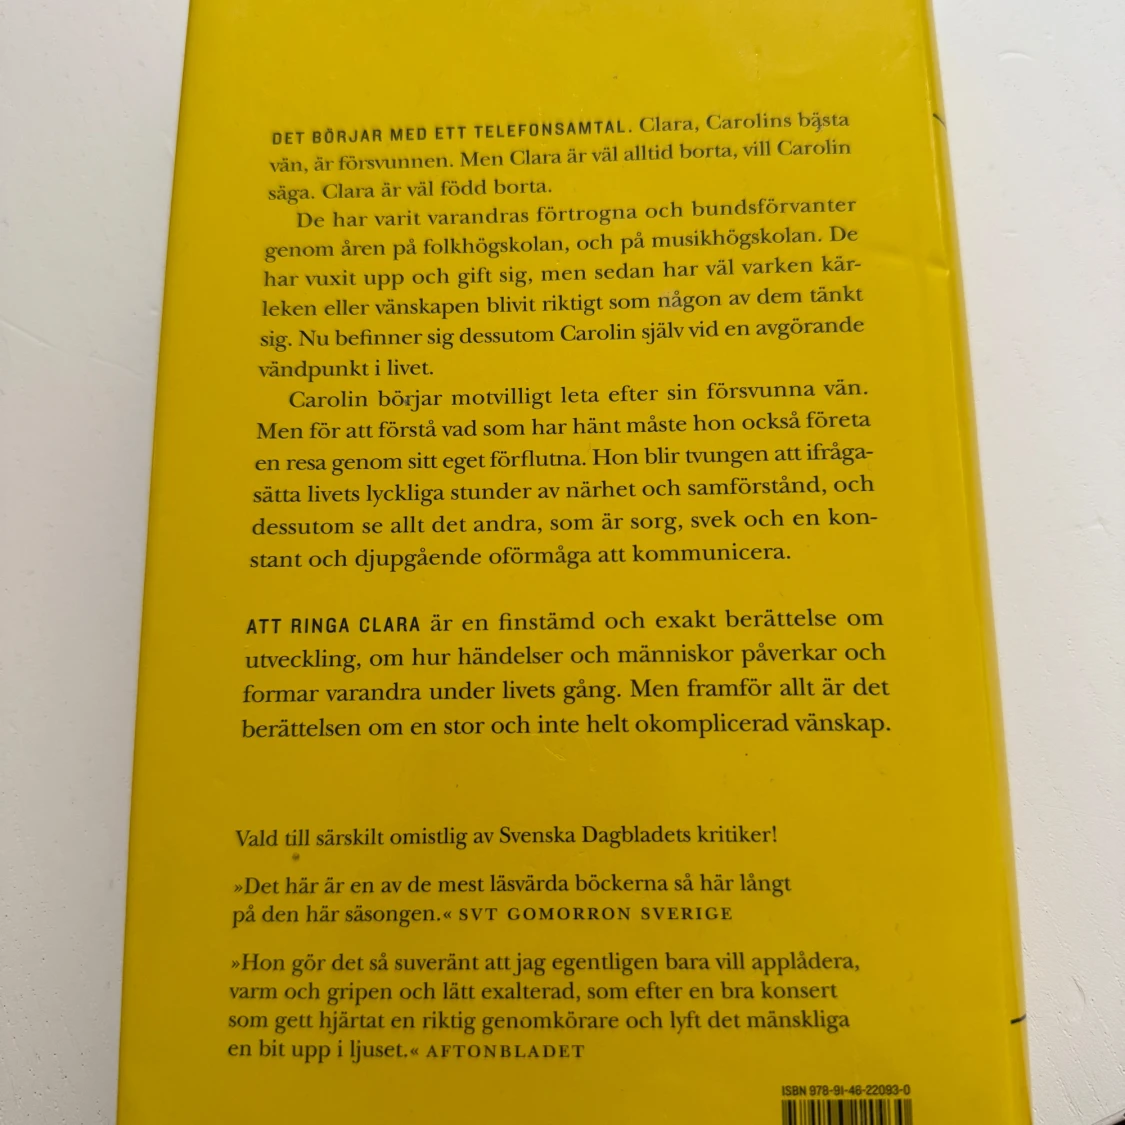 DET BÖRJAR MED ETT TELEFONSAMTAL. Clara, Carolins bästa
vän, är försvunnen. Men Clara är väl alltid borta, vill Carolin
säga. Clara är väl född borta.
De har varit varandras förtrogna och bundsförvanter
genom åren på folkhögskolan, och på musikhögskolan. De
har vuxit upp och gift sig, men sedan har väl varken kär-
leken eller vänskapen blivit riktigt som någon av dem tänkt
sig. Nu befinner sig dessutom Carolin själv vid en avgörande
vändpunkt i livet.
Carolin börjar motvilligt leta efter sin försvunna vän.
Men för att förstå vad som har hänt måste hon också företa
en resa genom sitt eget förflutna. Hon blir tvungen att ifråga-
sätta livets lyckliga stunder av närhet och samförstånd, och
dessutom se allt det andra, som är sorg, svek och en kon-
stant och djupgående oförmåga att kommunicera.
ATT RINGA CLARA är en finstämd och exakt berättelse om
utveckling, om hur händelser och människor påverkar och
formar varandra under livets gång. Men framför allt är det
berättelsen om en stor och inte helt okomplicerad vänskap.
Vald till särskilt omistlig av Svenska Dagbladets kritiker!
»Det här är en av de mest läsvärda böckerna så här långt
på den här säsongen.« SVT GOMORRON SVERIGE
»Hon gör det så suveränt att jag egentligen bara vill applådera,
varm och gripen och lätt exalterad, som efter en bra konsert
som gett hjärtat en riktig genomkörare och lyft det mänskliga
en bit upp i ljuset.« AFTONBLADET
ISBN 978-91-46-22093-0